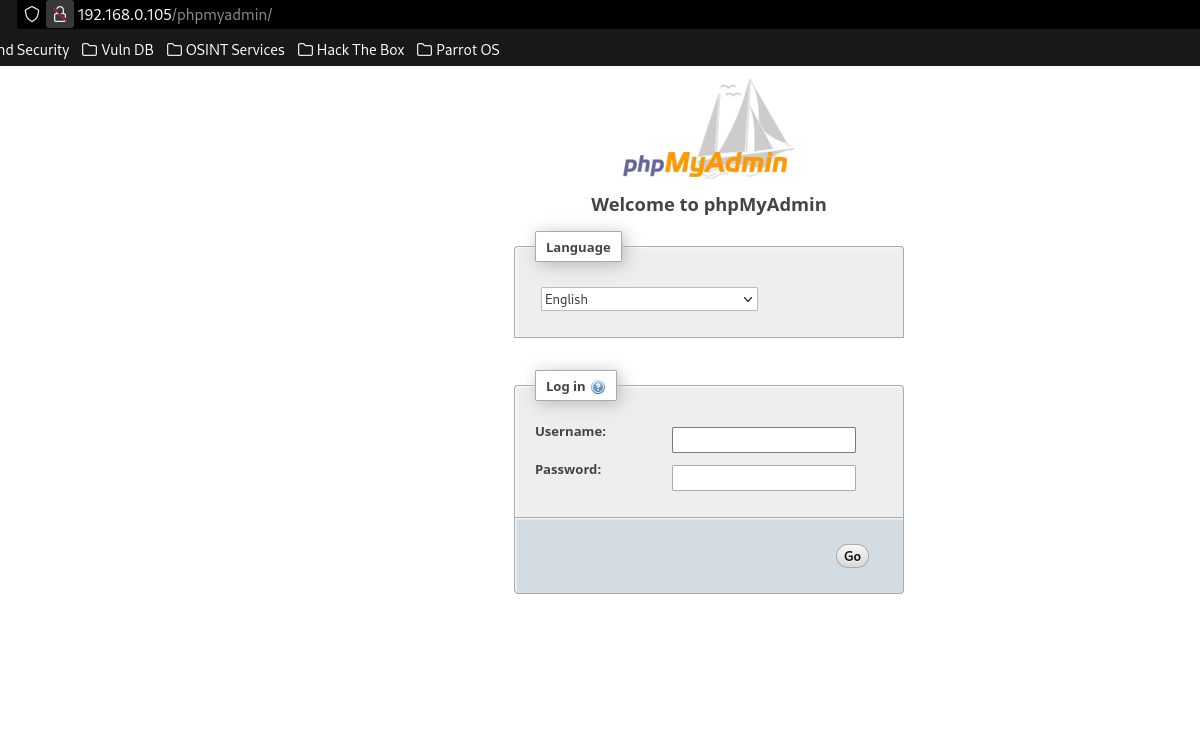 192.168.0.105/phpmyadmin/
nd Security Vuln DB OSINT Services Hack The Box Parrot OS
phpMyAdmin
Welcome to phpMyAdmin
Language
English
Log in
Username:
Password:
Go